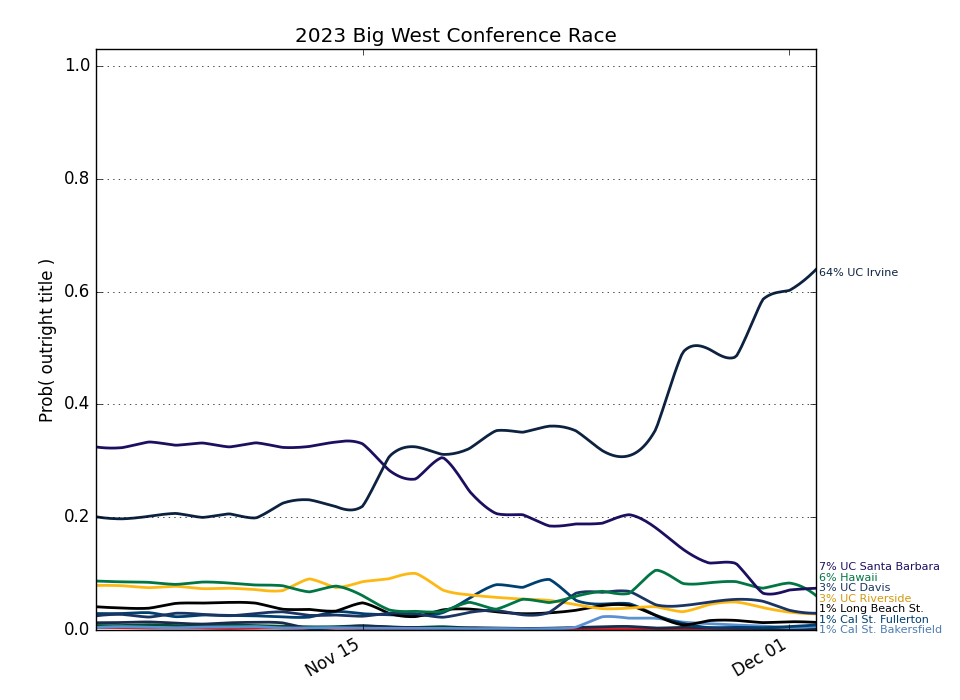 2023 Big West Conference Race
Prob( outright title )
1.0
0.8
0.6
0.4
0.2
0.0
Nov 15
Dec 01
64% UC Irvine
7% UC Santa Barbara
6% Hawaii
3% UC Davis
3% UC Riverside
1% Long Beach St.
1% Cal St. Fullerton
1% Cal St. Bakersfield